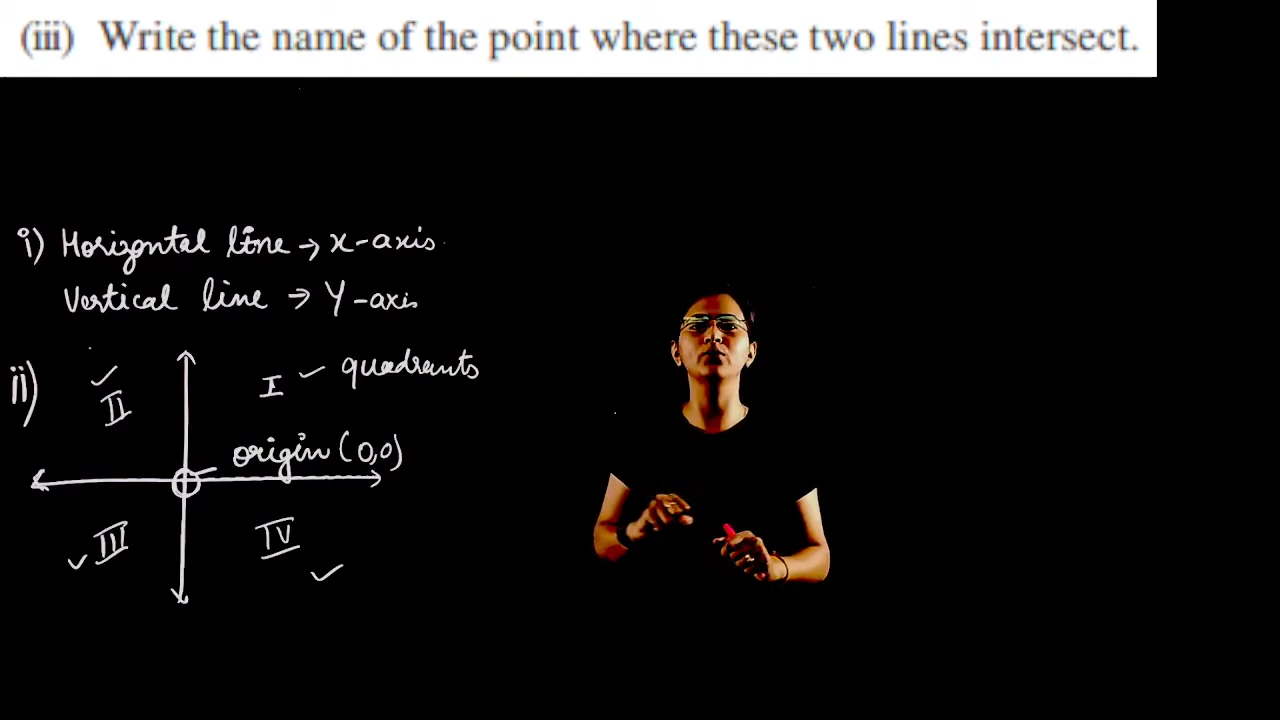 (iii) Write the name of the point where these two lines intersect.
i) Horizontal line → x-axis
Vertical line → Y-axis
ii)
II
I
quadrants
origin (0,0)
III
IV